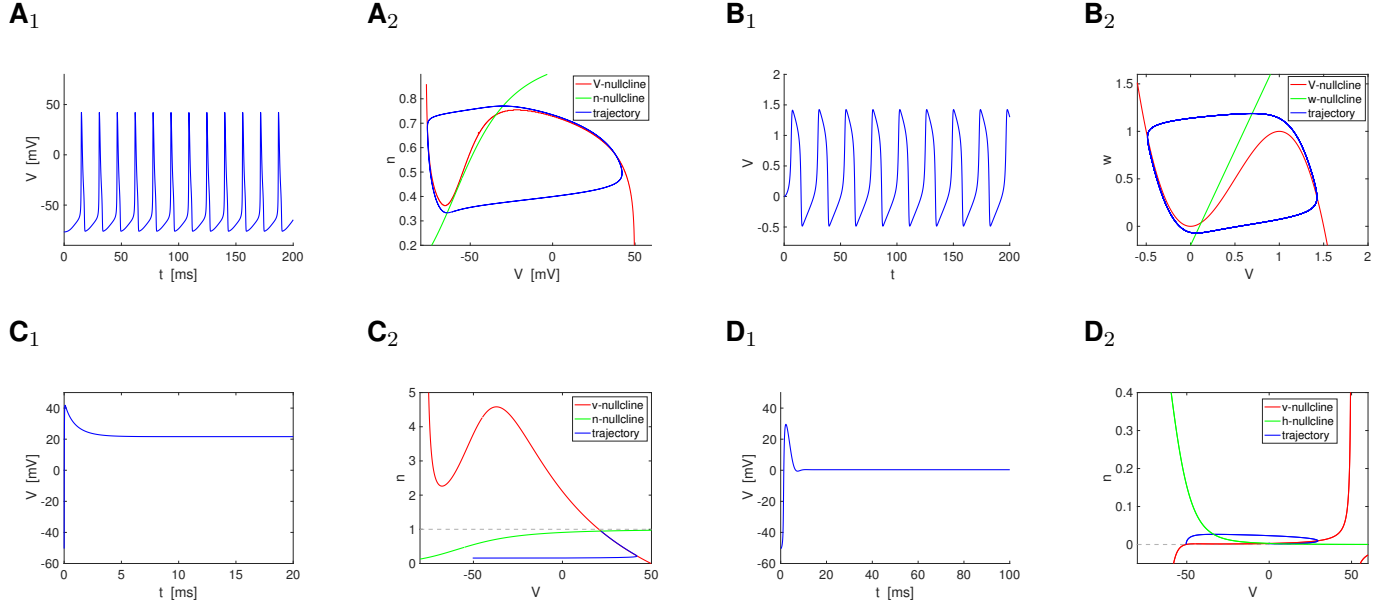 A1
A2
B1
B2
50
0
-50
V [mV]
0
50
100
150
200
t [ms]
0.8
0.7
0.6
0.5
0.4
0.3
0.2
n
-50
0
50
V [mV]
V-nullcline
n-nullcline
trajectory
2
1.5
1
0.5
0
-0.5
V
0
50
100
150
200
t
1.5
1
0.5
0
w
-0.5
0
0.5
1
1.5
2
V
V-nullcline
w-nullcline
trajectory
C1
C2
D1
D2
40
20
0
-20
-40
-60
V [mV]
0
5
10
15
20
t [ms]
5
4
3
2
1
0
n
-50
0
50
V
v-nullcline
n-nullcline
trajectory
40
20
0
-20
-40
-60
V [mV]
0
20
40
60
80
100
t [ms]
0.4
0.3
0.2
0.1
0
n
-50
0
50
V
v-nullcline
h-nullcline
trajectory